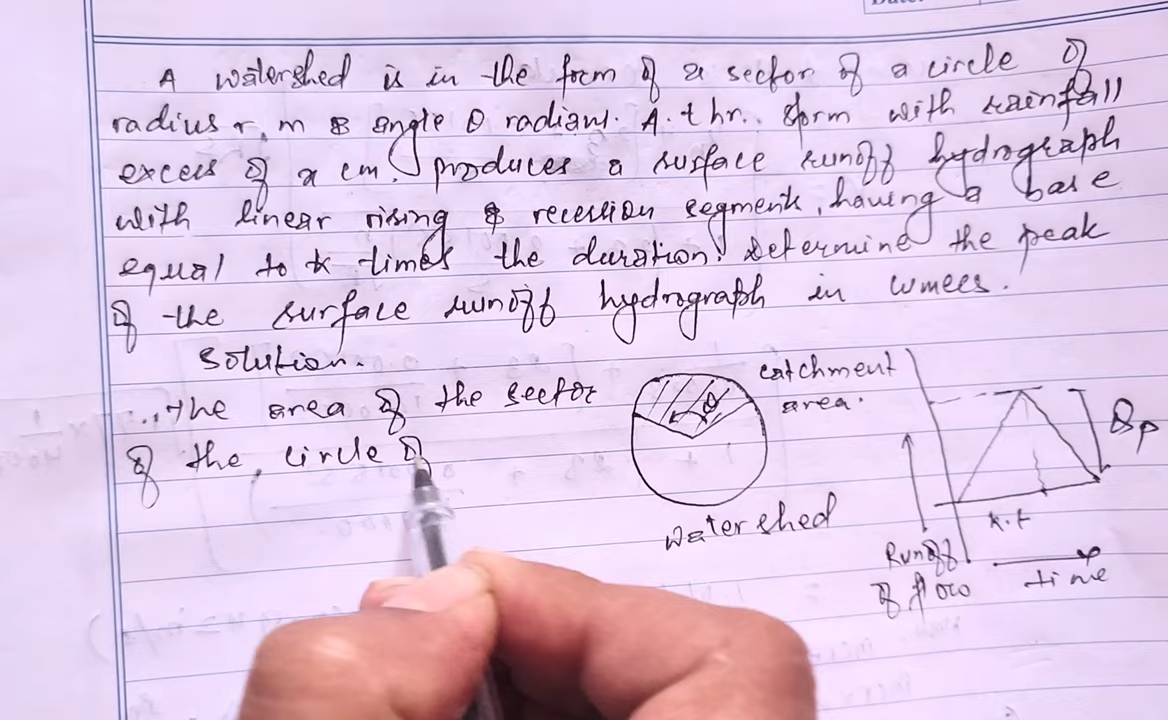 A watershed is in the form of a sector of a circle of
radius r, m & angle θ radians. A. t hr. storm with rainfall
excess of x cm. produces a surface runoff hydrograph
with linear rising & recession segments, having a base
equal to k times the duration. Determine the peak
of the surface runoff hydrograph in cumecs.
Solution.
∴ the area of the sector
of the circle of
θ
catchment
area.
watershed
Qp
k.t
Runoff
of
time